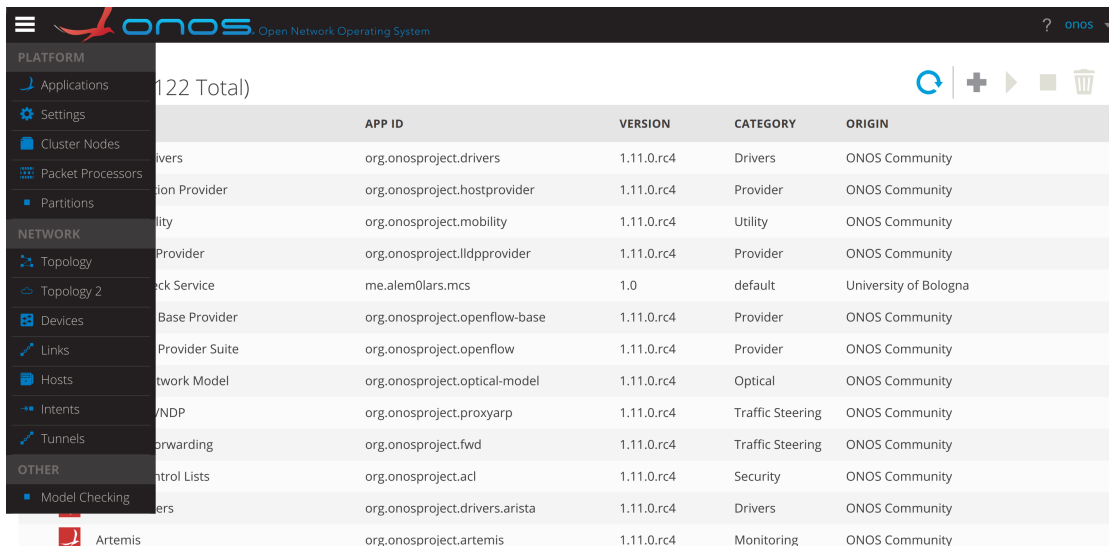 onos Open Network Operating System ? onos
PLATFORM
Applications
Settings
Cluster Nodes
Packet Processors
Partitions
NETWORK
Topology
Topology 2
Devices
Links
Hosts
Intents
Tunnels
OTHER
Model Checking
122 Total)
APP ID VERSION CATEGORY ORIGIN
ivers org.onosproject.drivers 1.11.0.rc4 Drivers ONOS Community
ion Provider org.onosproject.hostprovider 1.11.0.rc4 Provider ONOS Community
lity org.onosproject.mobility 1.11.0.rc4 Utility ONOS Community
Provider org.onosproject.lldpprovider 1.11.0.rc4 Provider ONOS Community
eck Service me.alem0lars.mcs 1.0 default University of Bologna
Base Provider org.onosproject.openflow-base 1.11.0.rc4 Provider ONOS Community
Provider Suite org.onosproject.openflow 1.11.0.rc4 Provider ONOS Community
twork Model org.onosproject.optical-model 1.11.0.rc4 Optical ONOS Community
/NDP org.onosproject.proxyarp 1.11.0.rc4 Traffic Steering ONOS Community
orwarding org.onosproject.fwd 1.11.0.rc4 Traffic Steering ONOS Community
ntrol Lists org.onosproject.acl 1.11.0.rc4 Security ONOS Community
ers org.onosproject.drivers.arista 1.11.0.rc4 Drivers ONOS Community
Artemis org.onosproject.artemis 1.11.0.rc4 Monitoring ONOS Community